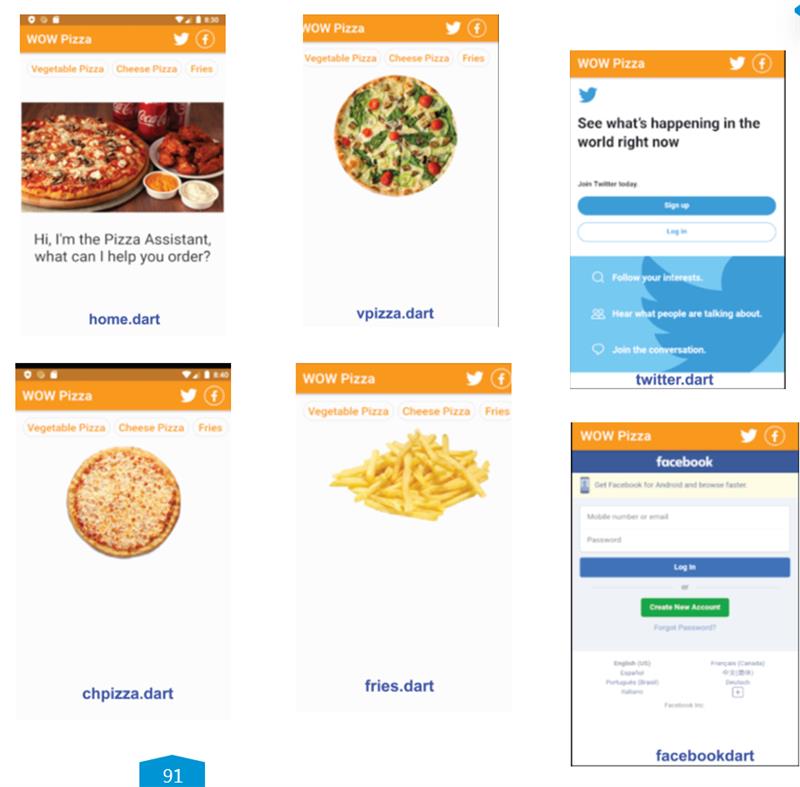 8:30
WOW Pizza
Vegetable Pizza Cheese Pizza Fries
Coca-Cola
Hi, I'm the Pizza Assistant,
what can I help you order?
home.dart
WOW Pizza
Vegetable Pizza Cheese Pizza Fries
vpizza.dart
WOW Pizza
See what's happening in the
world right now
Join Twitter today.
Sign up
Log in
Follow your interests.
Hear what people are talking about.
Join the conversation.
twitter.dart
8:40
WOW Pizza
Vegetable Pizza Cheese Pizza Fries
chpizza.dart
WOW Pizza
Vegetable Pizza Cheese Pizza Fries
fries.dart
WOW Pizza
facebook
Get Facebook for Android and browse faster.
Mobile number or email
Password
Log In
or
Create New Account
Forgot Password?
English (US) Français (Canada)
Español 中文(简体)
Português (Brasil) Deutsch
Italiano
Facebook Inc.
facebookdart
91